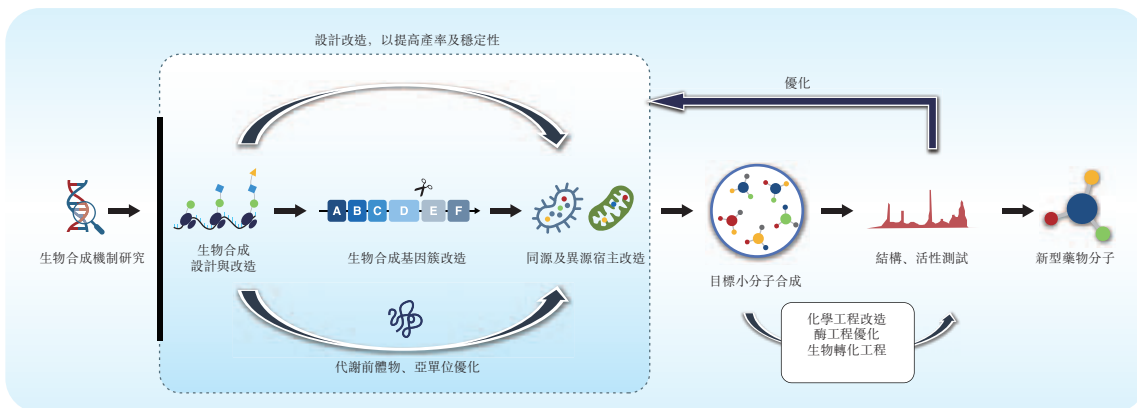 設計改造，以提高產率及穩定性
優化
A B C D E F
生物合成機制研究
生物合成
設計與改造
生物合成基因簇改造
同源及異源宿主改造
目標小分子合成
結構、活性測試
新型藥物分子
代謝前體物、亞單位優化
化學工程改造
酶工程優化
生物轉化工程